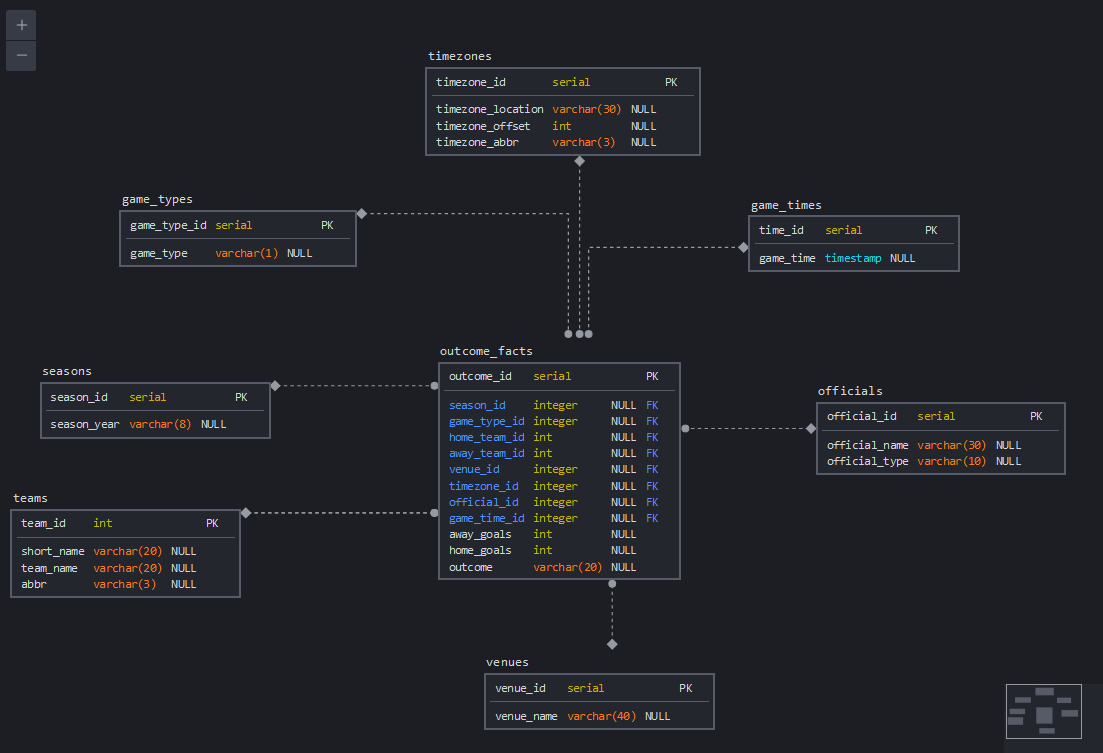 +
−
timezones
timezone_id serial PK
timezone_location varchar(30) NULL
timezone_offset int NULL
timezone_abbr varchar(3) NULL
game_types
game_type_id serial PK
game_type varchar(1) NULL
game_times
time_id serial PK
game_time timestamp NULL
outcome_facts
outcome_id serial PK
season_id integer NULL FK
game_type_id integer NULL FK
home_team_id int NULL FK
away_team_id int NULL FK
venue_id integer NULL FK
timezone_id integer NULL FK
official_id integer NULL FK
game_time_id integer NULL FK
away_goals int NULL
home_goals int NULL
outcome varchar(20) NULL
seasons
season_id serial PK
season_year varchar(8) NULL
officials
official_id serial PK
official_name varchar(30) NULL
official_type varchar(10) NULL
teams
team_id int PK
short_name varchar(20) NULL
team_name varchar(20) NULL
abbr varchar(3) NULL
venues
venue_id serial PK
venue_name varchar(40) NULL